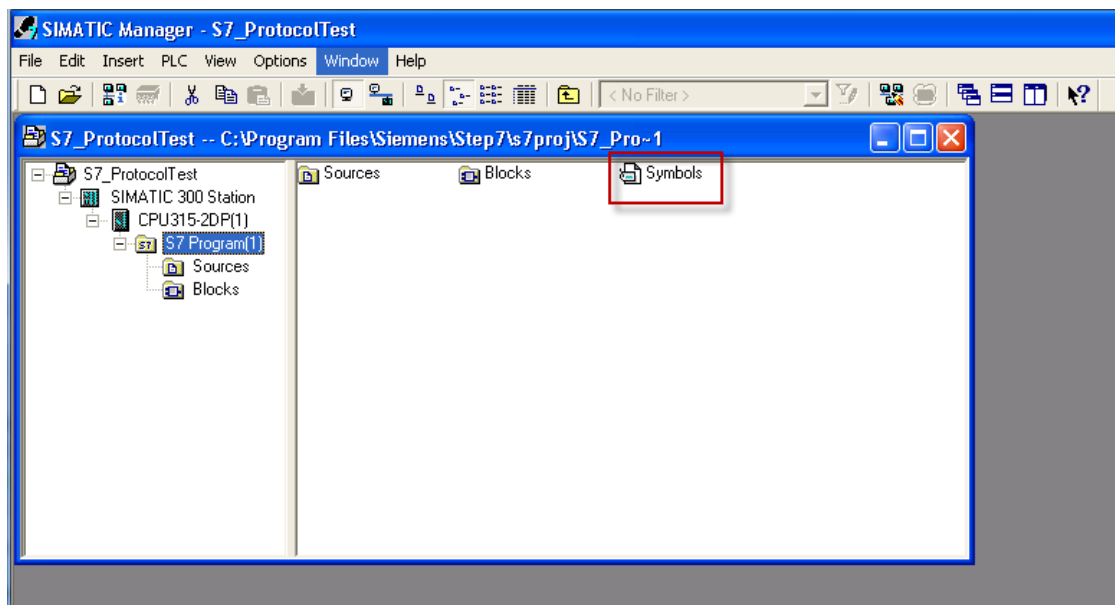 SIMATIC Manager - S7_ProtocolTest
File Edit Insert PLC View Options Window Help
< No Filter >
S7_ProtocolTest -- C:\Program Files\Siemens\Step7\s7proj\S7_Pro~1
S7_ProtocolTest
SIMATIC 300 Station
CPU315-2DP(1)
S7 Program(1)
Sources
Blocks
Sources Blocks Symbols